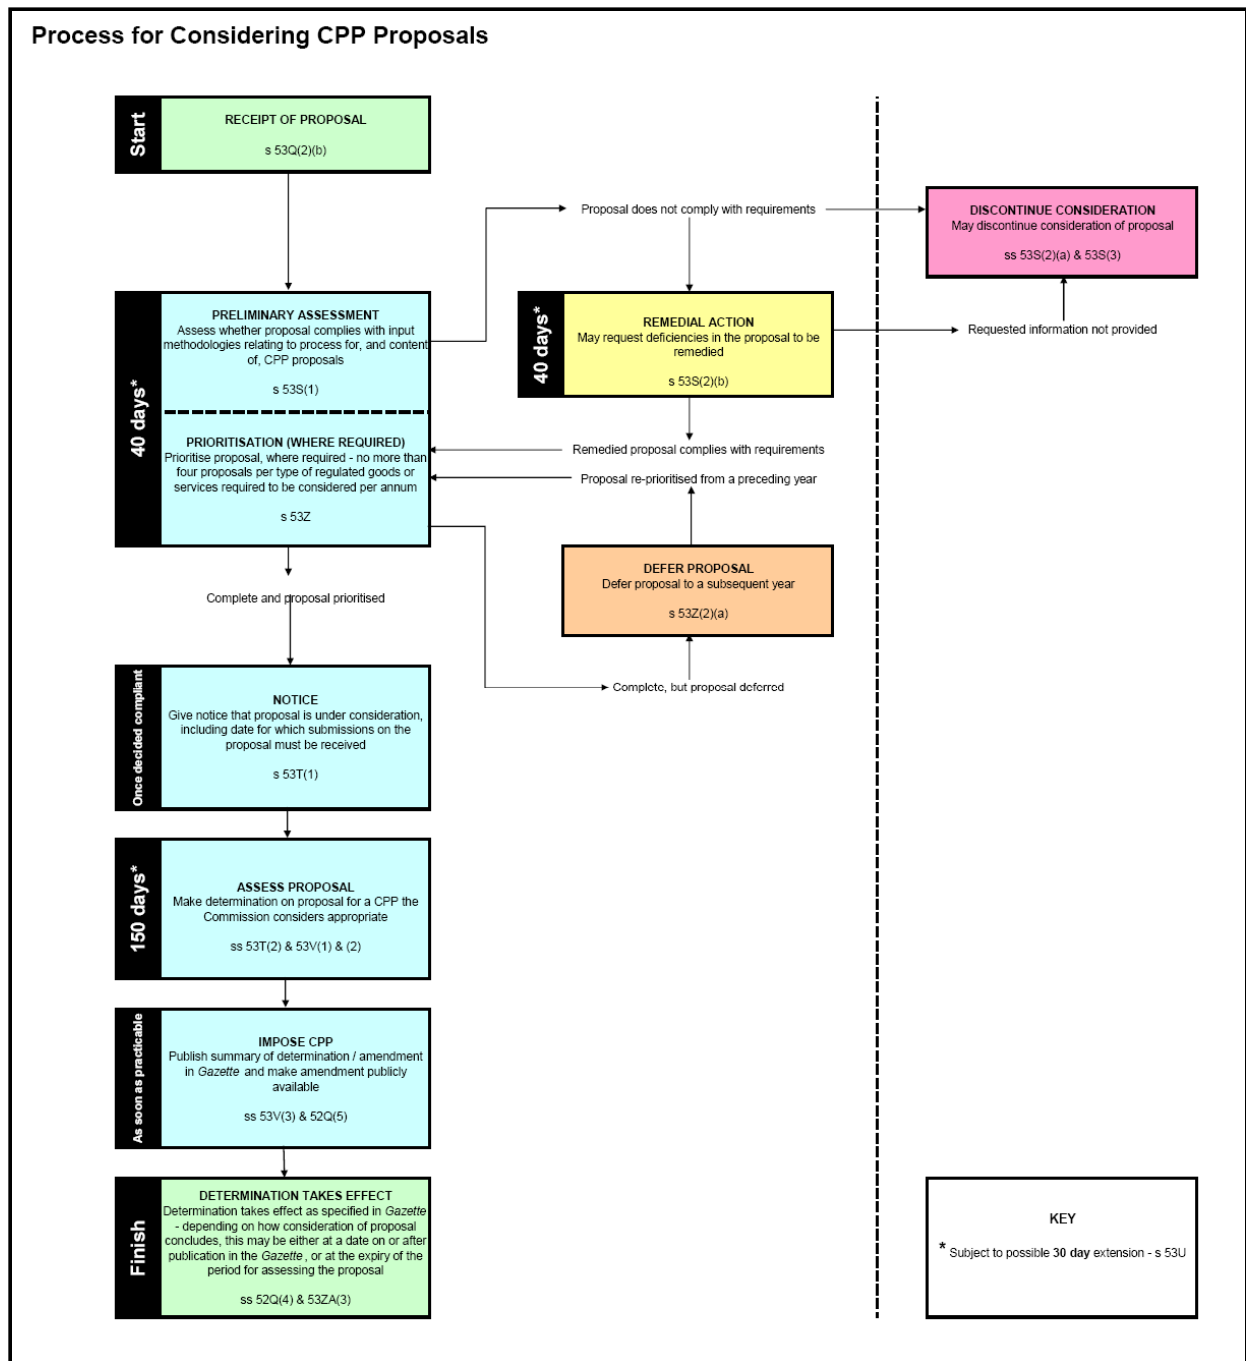 Process for Considering CPP Proposals
Start
RECEIPT OF PROPOSAL
s 53Q(2)(b)
Proposal does not comply with requirements
DISCONTINUE CONSIDERATION
May discontinue consideration of proposal
ss 53S(2)(a) & 53S(3)
40 days*
PRELIMINARY ASSESSMENT
Assess whether proposal complies with input
methodologies relating to process for, and content
of, CPP proposals
s 53S(1)
40 days*
REMEDIAL ACTION
May request deficiencies in the proposal to be
remedied
s 53S(2)(b)
Requested information not provided
PRIORITISATION (WHERE REQUIRED)
Prioritise proposal, where required - no more than
four proposals per type of regulated goods or
services required to be considered per annum
s 53Z
Remedied proposal complies with requirements
Proposal re-prioritised from a preceding year
DEFER PROPOSAL
Defer proposal to a subsequent year
s 53Z(2)(a)
Complete and proposal prioritised
Complete, but proposal deferred
Once decided compliant
NOTICE
Give notice that proposal is under consideration,
including date for which submissions on the
proposal must be received
s 53T(1)
150 days*
ASSESS PROPOSAL
Make determination on proposal for a CPP the
Commission considers appropriate
ss 53T(2) & 53V(1) & (2)
As soon as practicable
IMPOSE CPP
Publish summary of determination / amendment
in Gazette and make amendment publicly
available
ss 53V(3) & 52Q(5)
Finish
DETERMINATION TAKES EFFECT
Determination takes effect as specified in Gazette
- depending on how consideration of proposal
concludes, this may be either at a date on or after
publication in the Gazette, or at the expiry of the
period for assessing the proposal
ss 52Q(4) & 53ZA(3)
KEY
* Subject to possible 30 day extension - s 53U